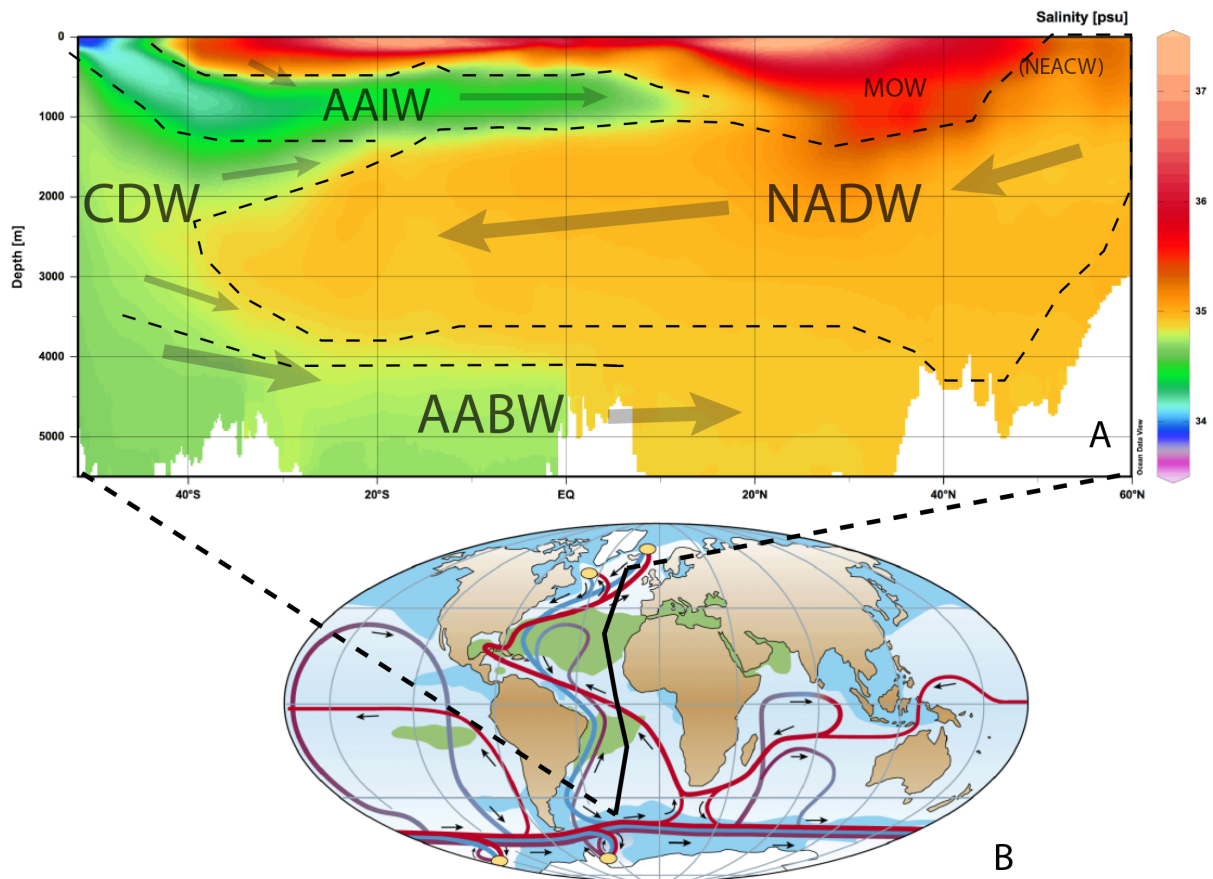 Salinity [psu]
0
1000
2000
3000
4000
5000
Depth [m]
AAIW
MOW
(NEACW)
CDW
NADW
AABW
A
Ocean Data View
37
36
35
34
40°S
20°S
EQ
20°N
40°N
60°N
B